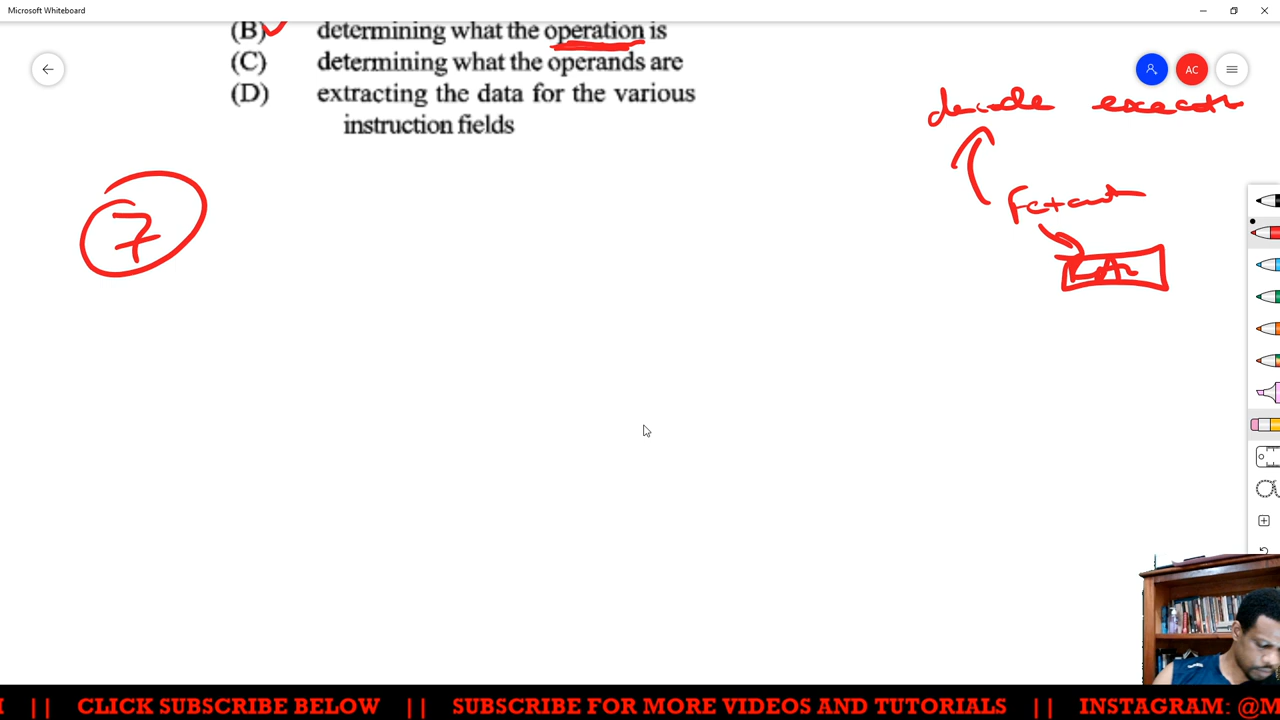 Microsoft Whiteboard
(B) determining what the operation is
(C) determining what the operands are
(D) extracting the data for the various
instruction fields
AC
decode execute
7
|| CLICK SUBSCRIBE BELOW || SUBSCRIBE FOR MORE VIDEOS AND TUTORIALS || INSTAGRAM: @M